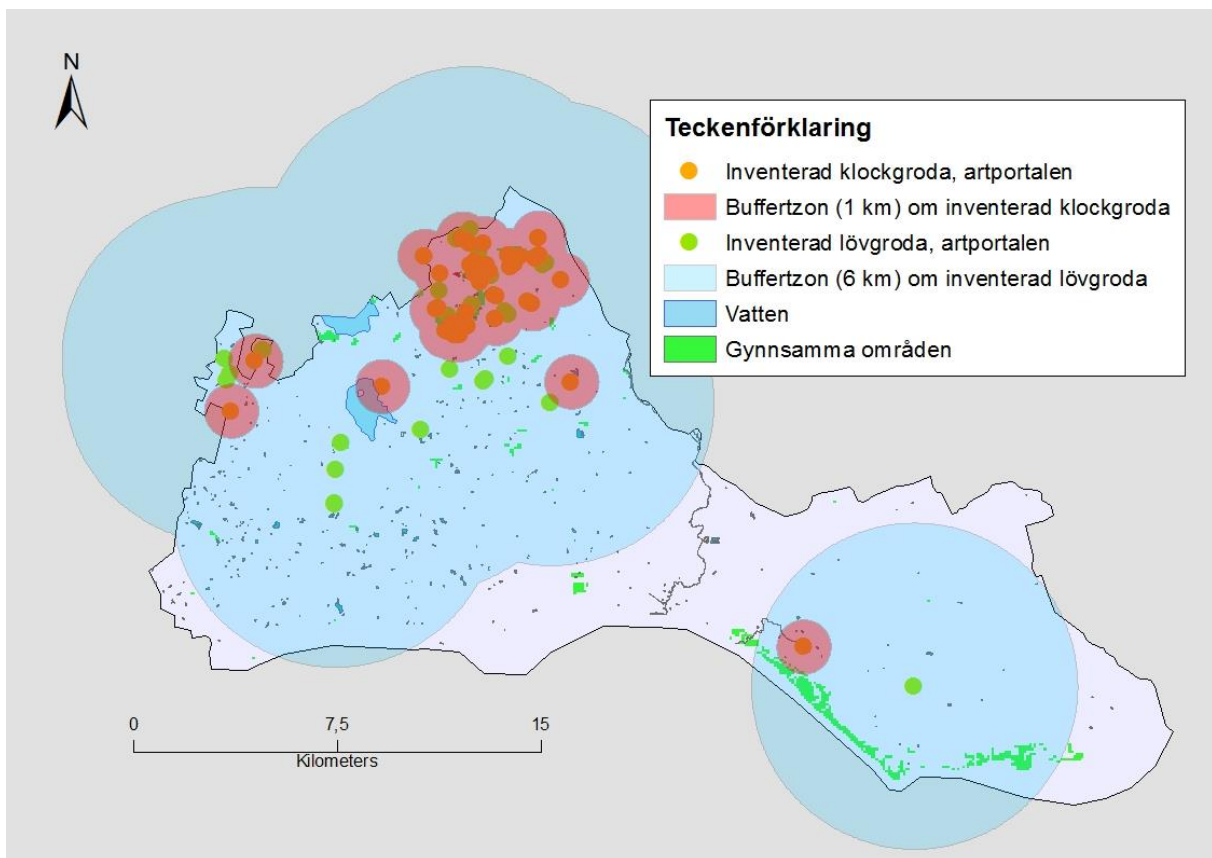 N
Teckenförklaring
Inventerad klockgroda, artportalen
Buffertzon (1 km) om inventerad klockgroda
Inventerad lövgroda, artportalen
Buffertzon (6 km) om inventerad lövgroda
Vatten
Gynnsamma områden
0 7,5 15
Kilometers